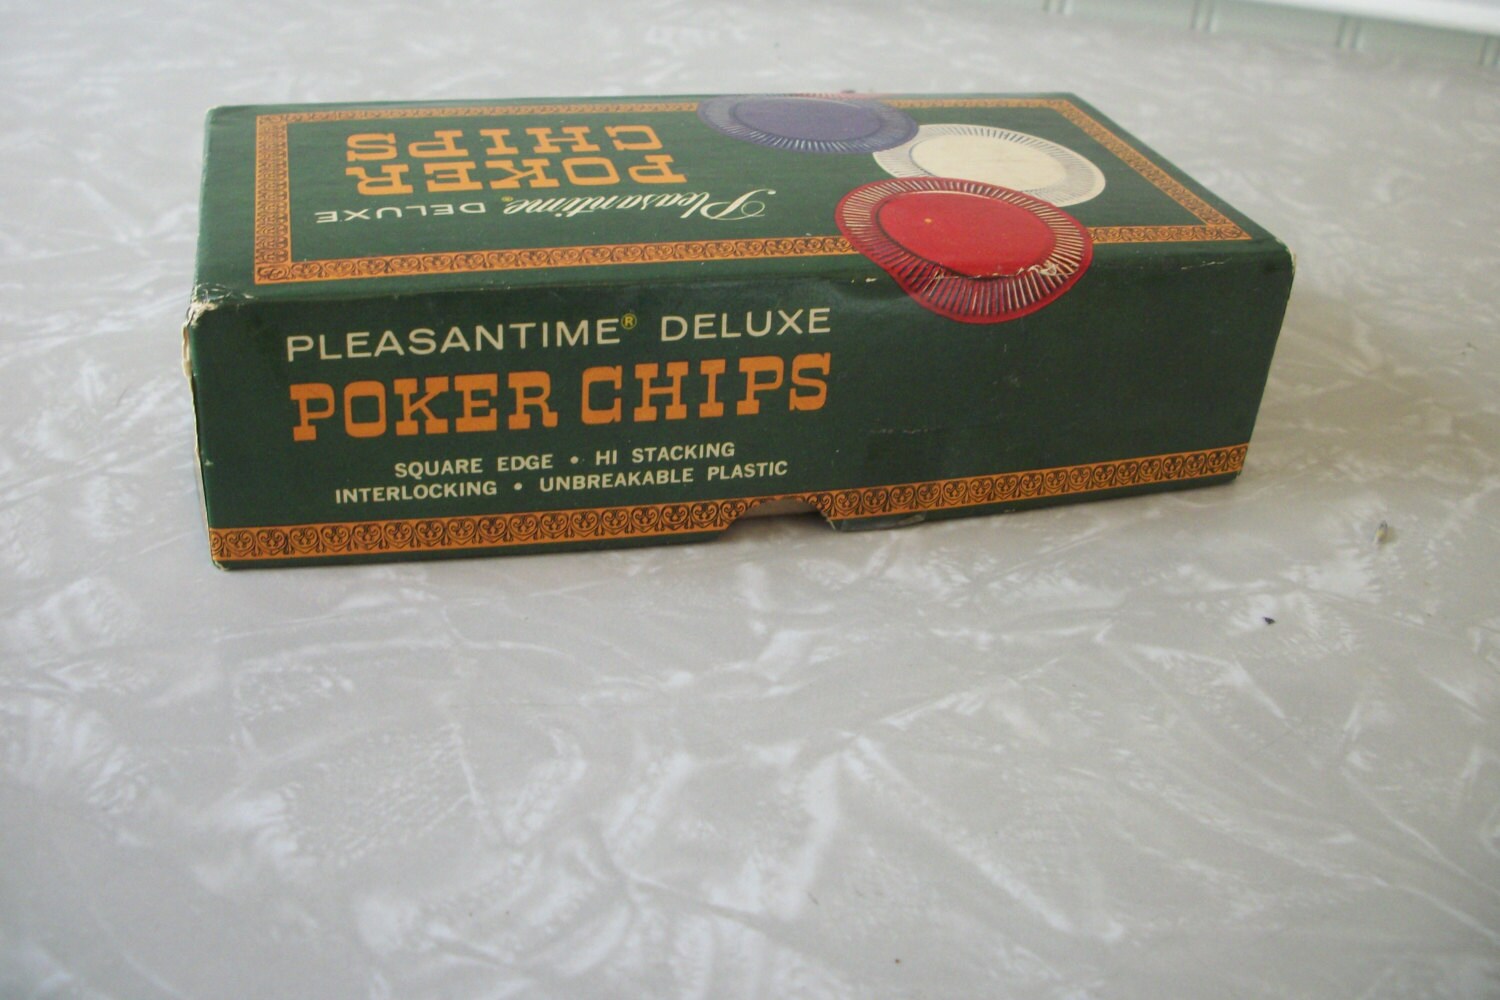 Pleasantime® DELUXE
POKER
CHIPS
PLEASANTIME® DELUXE
POKER CHIPS
SQUARE EDGE • HI STACKING
INTERLOCKING • UNBREAKABLE PLASTIC